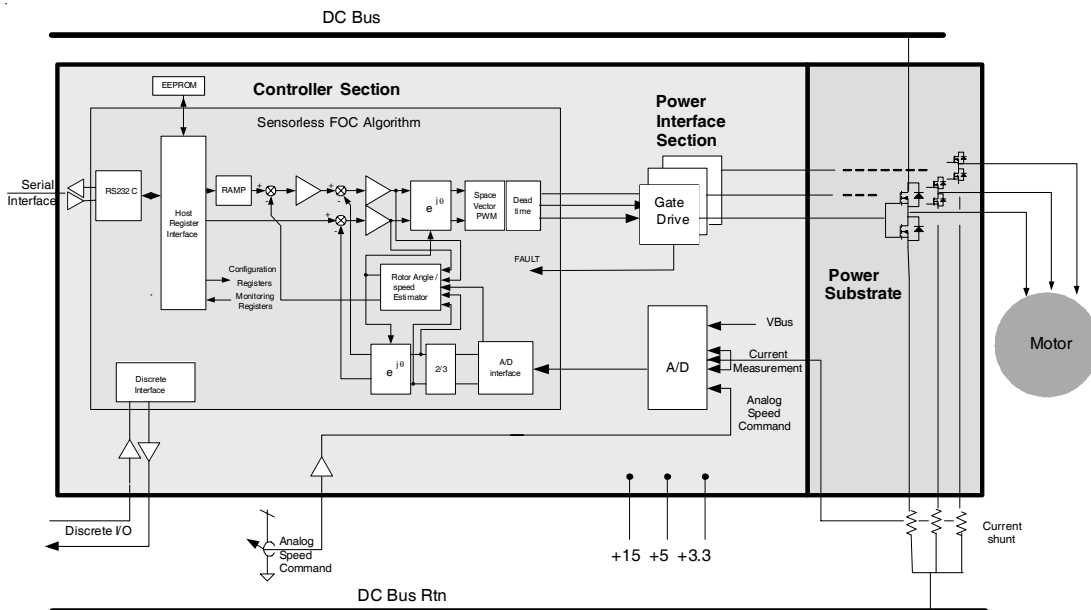 DC Bus
EEPROM
Controller Section
Sensorless FOC Algorithm
Power
Interface
Section
Serial
Interface
RS232 C
Host
Register
Interface
RAMP
+
-
+
-
+
-
e jθ
Space
Vector
PWM
Dead
time
Gate
Drive
FAULT
Configuration
Registers
Monitoring
Registers
Rotor Angle /
speed
Estimator
Power
Substrate
e jθ
2/3
A/D
interface
A/D
VBus
Current
Measurement
Analog
Speed
Command
Motor
Discrete
Interface
Discrete I/O
Analog
Speed
Command
+15
+5
+3.3
Current
shunt
DC Bus Rtn